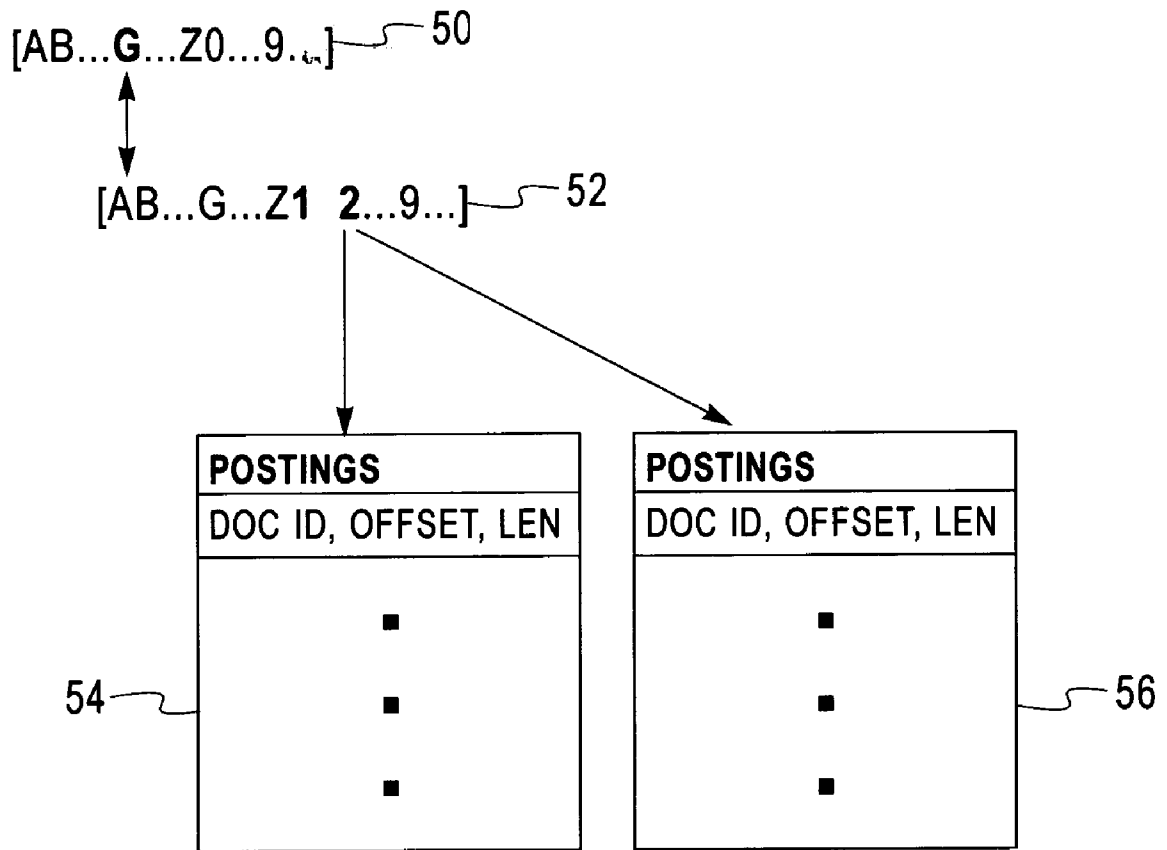 [AB...G...Z0...9...] 50
[AB...G...Z1 2...9...] 52
POSTINGS POSTINGS
DOC ID, OFFSET, LEN DOC ID, OFFSET, LEN
54 56